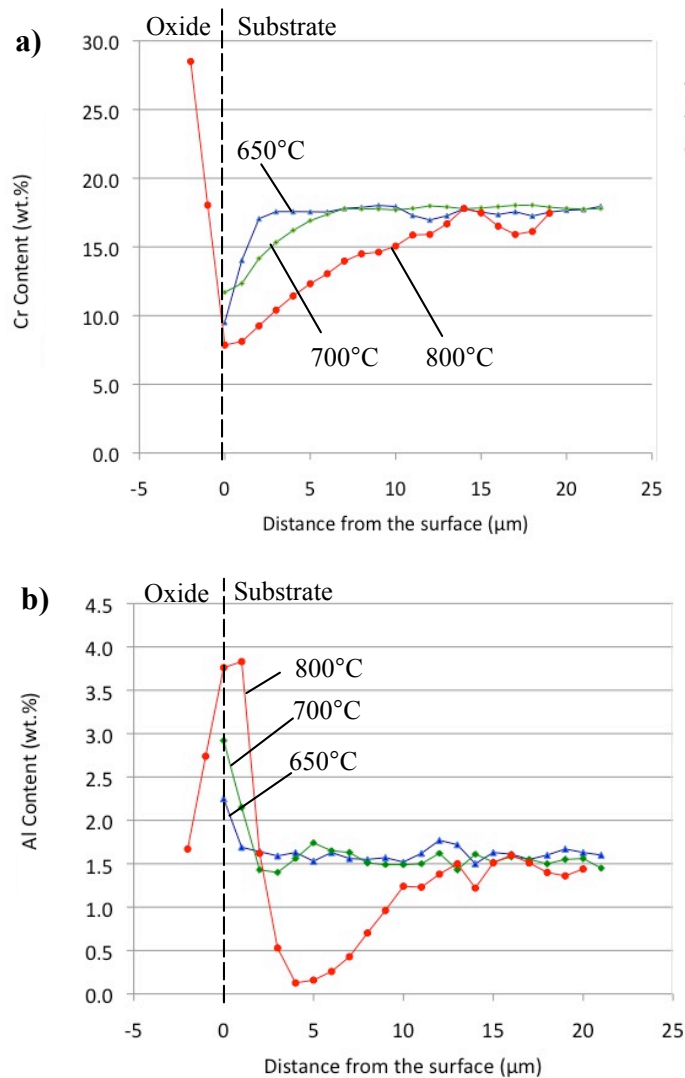 Oxide Substrate
a)
30.0
25.0
20.0
15.0
10.0
5.0
0.0
Cr Content (wt.%)
650°C
700°C
800°C
-5 0 5 10 15 20 25
Distance from the surface (μm)
Oxide Substrate
b)
4.5
4.0
3.5
3.0
2.5
2.0
1.5
1.0
0.5
0.0
Al Content (wt.%)
800°C
700°C
650°C
-5 0 5 10 15 20 25
Distance from the surface (μm)